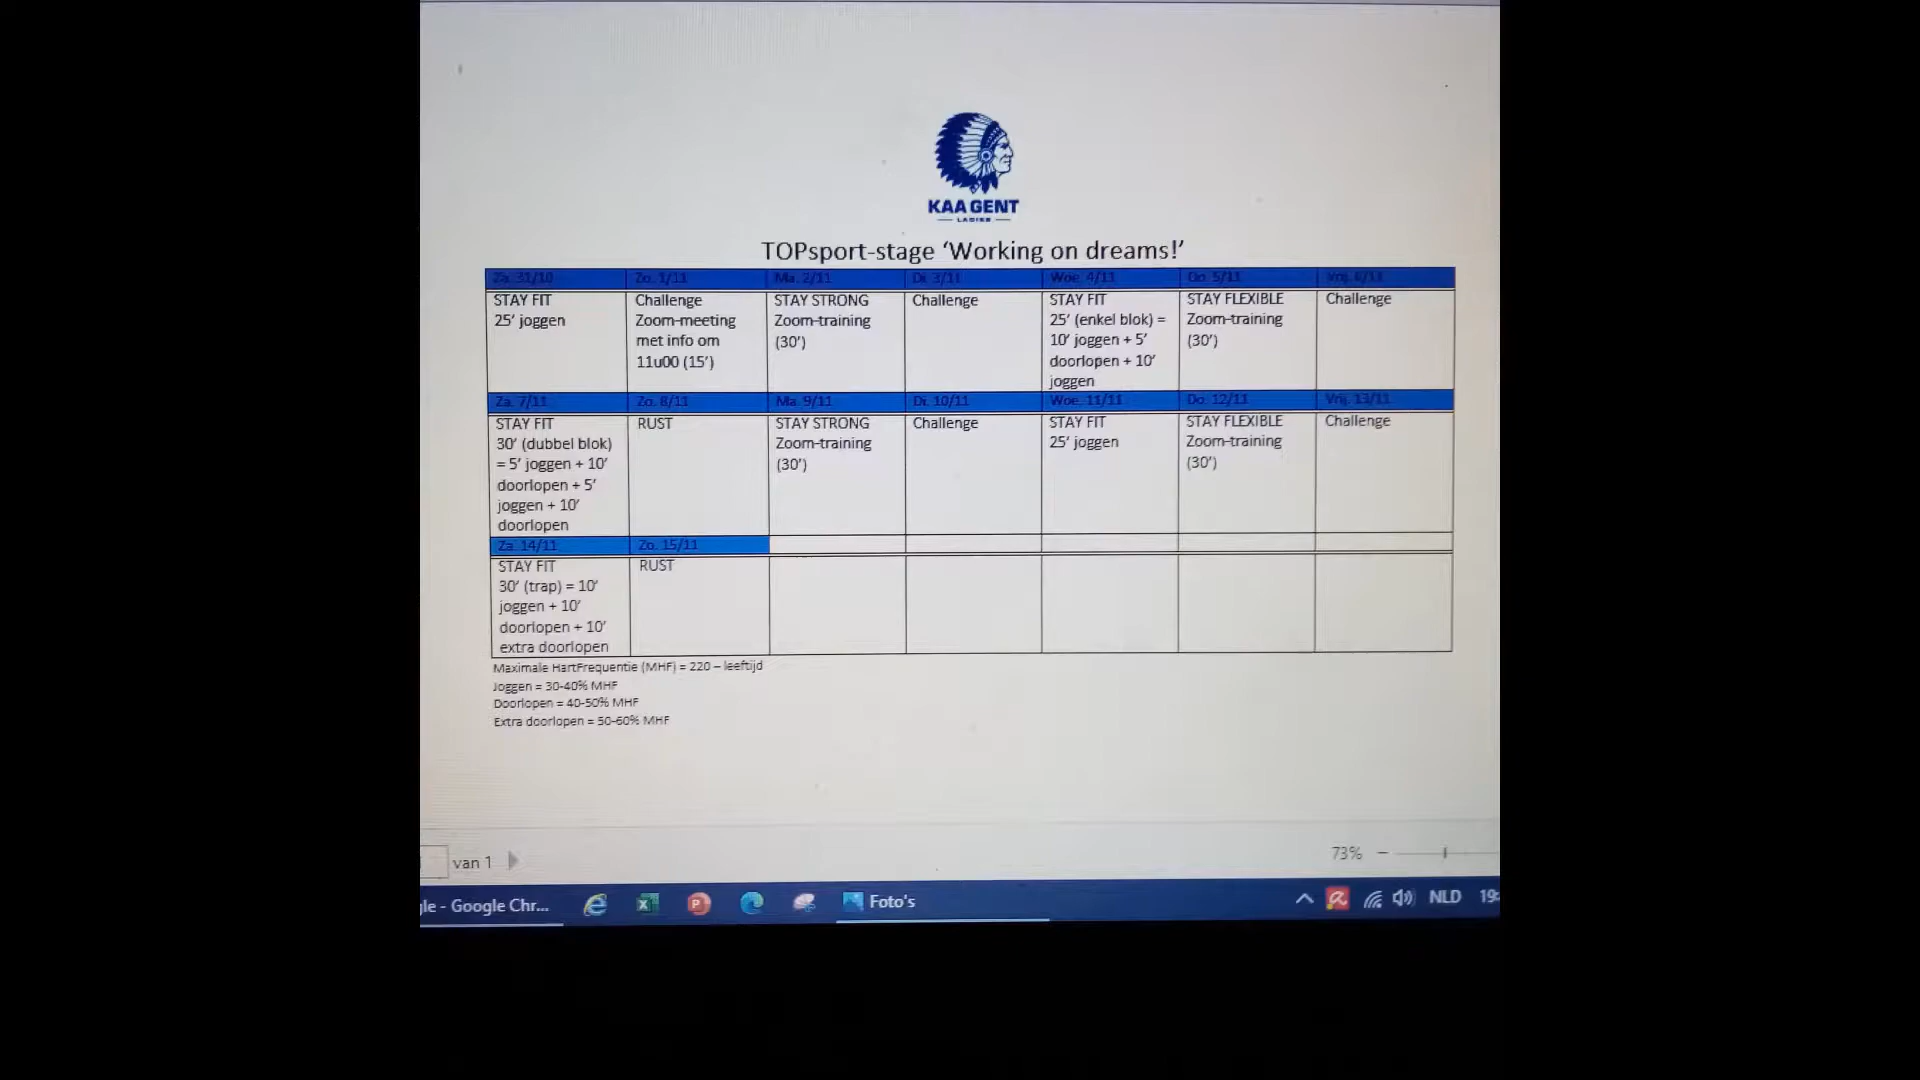 KAA GENT
LADIES
TOPsport-stage ‘Working on dreams!’
Za. 31/10 Zo. 1/11 Ma. 2/11 Di. 3/11 Woe. 4/11 Do. 5/11 Vrij. 6/11
STAY FIT
25’ joggen
Challenge
Zoom-meeting
met info om
11u00 (15’)
STAY STRONG
Zoom-training
(30’)
Challenge
STAY FIT
25’ (enkel blok) =
10’ joggen + 5’
doorlopen + 10’
joggen
STAY FLEXIBLE
Zoom-training
(30’)
Challenge
Za. 7/11 Zo. 8/11 Ma. 9/11 Di. 10/11 Woe. 11/11 Do. 12/11 Vrij. 13/11
STAY FIT
30’ (dubbel blok)
= 5’ joggen + 10’
doorlopen + 5’
joggen + 10’
doorlopen
RUST
STAY STRONG
Zoom-training
(30’)
Challenge
STAY FIT
25’ joggen
STAY FLEXIBLE
Zoom-training
(30’)
Challenge
Za. 14/11 Zo. 15/11
STAY FIT
30’ (trap) = 10’
joggen + 10’
doorlopen + 10’
extra doorlopen
RUST
Maximale HartFrequentie (MHF) = 220 – leeftijd
Joggen = 30-40% MHF
Doorlopen = 40-50% MHF
Extra doorlopen = 50-60% MHF
van 1
73%
gle - Google Chr...
Foto's
NLD
19: